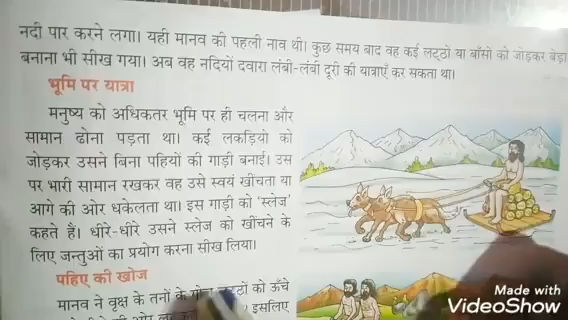 नदी पार करने लगा। यही मानव की पहली नाव थी। कुछ समय बाद वह कई लट्ठो या बाँसो को जोड़कर बेड़ा
बनाना भी सीख गया। अब वह नदियों दवारा लंबी-लंबी दूरी की यात्राएँ कर सकता था।
भूमि पर यात्रा
मनुष्य को अधिकतर भूमि पर ही चलना और
सामान ढोना पड़ता था। कई लकड़ियो को
जोड़कर उसने बिना पहियों की गाड़ी बनाई। उस
पर भारी सामान रखकर वह उसे स्वयं खींचता या
आगे की ओर धकेलता था। इस गाड़ी को 'स्लेज'
कहते हैं। धीरे-धीरे उसने स्लेज को खींचने के
लिए जन्तुओं का प्रयोग करना सीख लिया।
पहिए की खोज
मानव ने वृक्ष के तनों के को ऊँचे
इसलिए
Made with
VideoShow